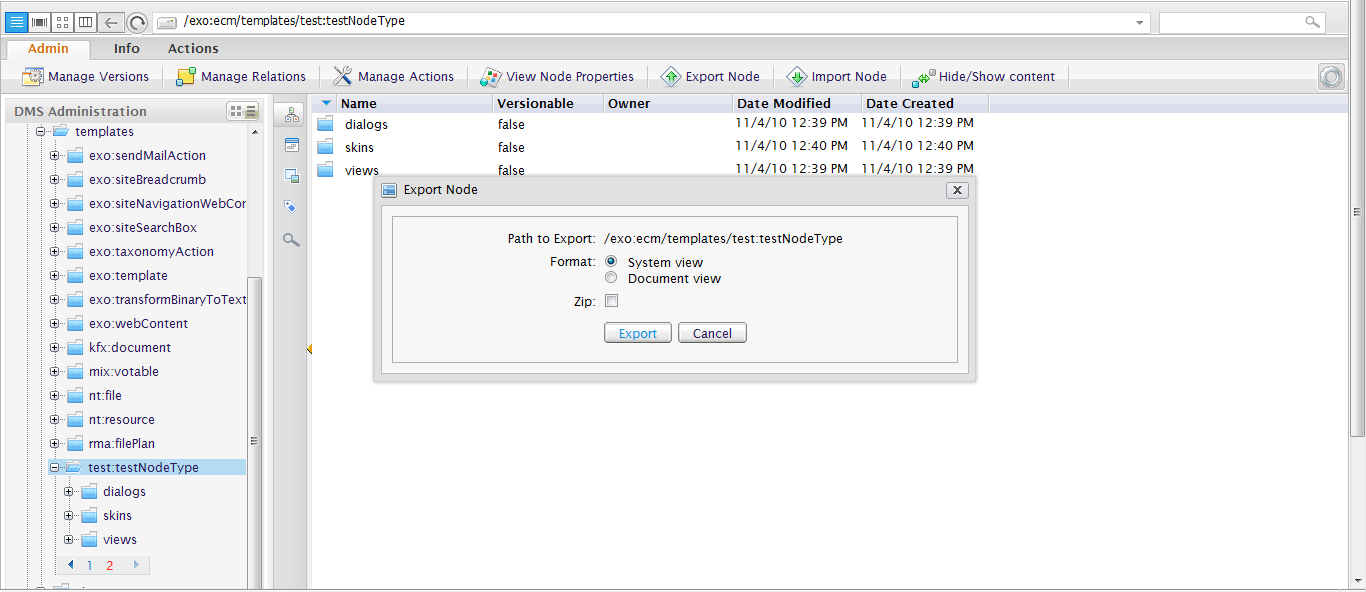 /exo:ecm/templates/test:testNodeType
Admin Info Actions
Manage Versions Manage Relations Manage Actions View Node Properties Export Node Import Node Hide/Show content
DMS Administration
templates
exo:sendMailAction
exo:siteBreadcrumb
exo:siteNavigationWebCor
exo:siteSearchBox
exo:taxonomyAction
exo:template
exo:transformBinaryToText
exo:webContent
kfx:document
mix:votable
nt:file
nt:resource
rma:filePlan
test:testNodeType
dialogs
skins
views
1 2
Name Versionable Owner Date Modified Date Created
dialogs false 11/4/10 12:39 PM 11/4/10 12:39 PM
skins false 11/4/10 12:40 PM 11/4/10 12:40 PM
views false 11/4/10 12:39 PM 11/4/10 12:39 PM
Export Node X
Path to Export: /exo:ecm/templates/test:testNodeType
Format: System view
Document view
Zip:
Export Cancel